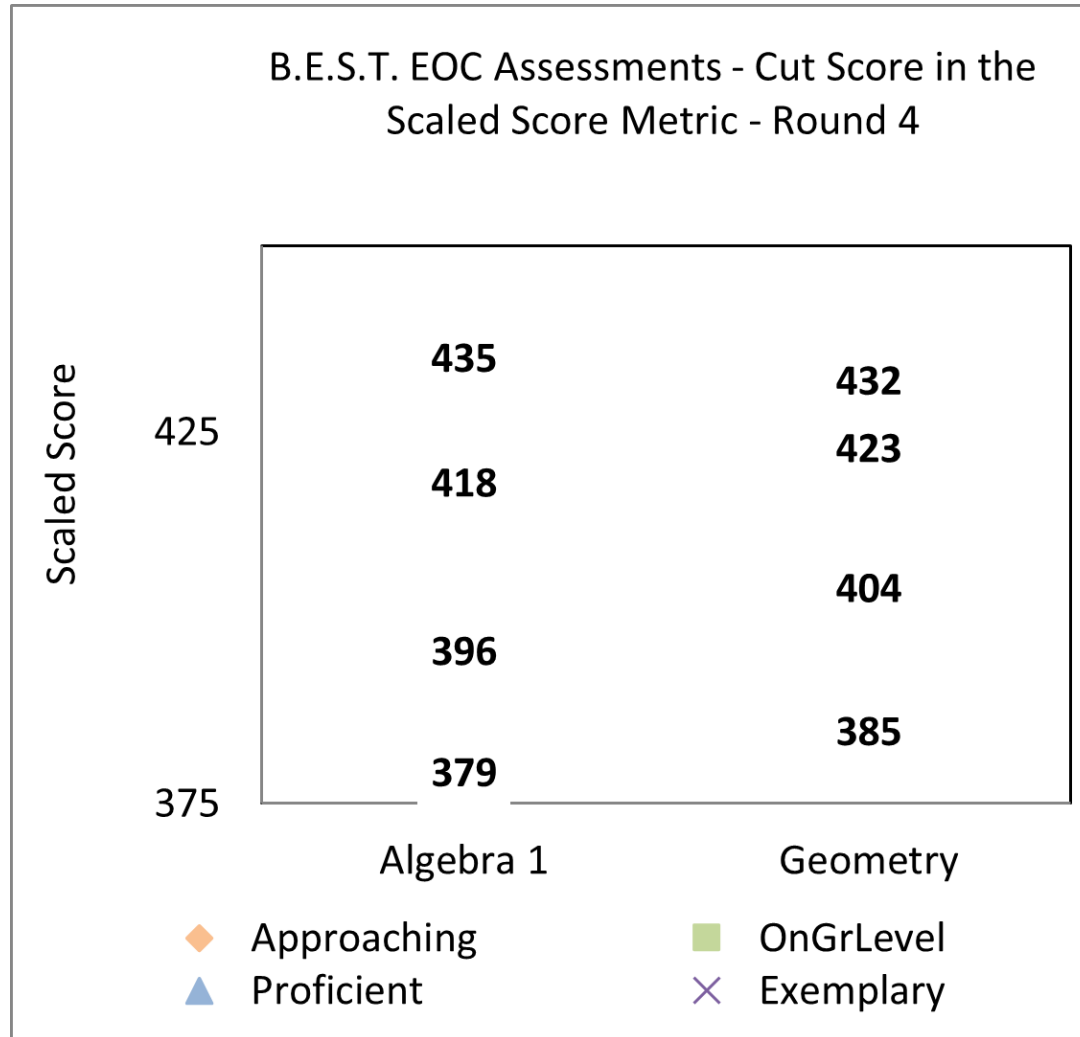 B.E.S.T. EOC Assessments - Cut Score in the
Scaled Score Metric - Round 4
Scaled Score
435
432
425
423
418
404
396
385
379
375
Algebra 1 Geometry
Approaching OnGrLevel
Proficient Exemplary